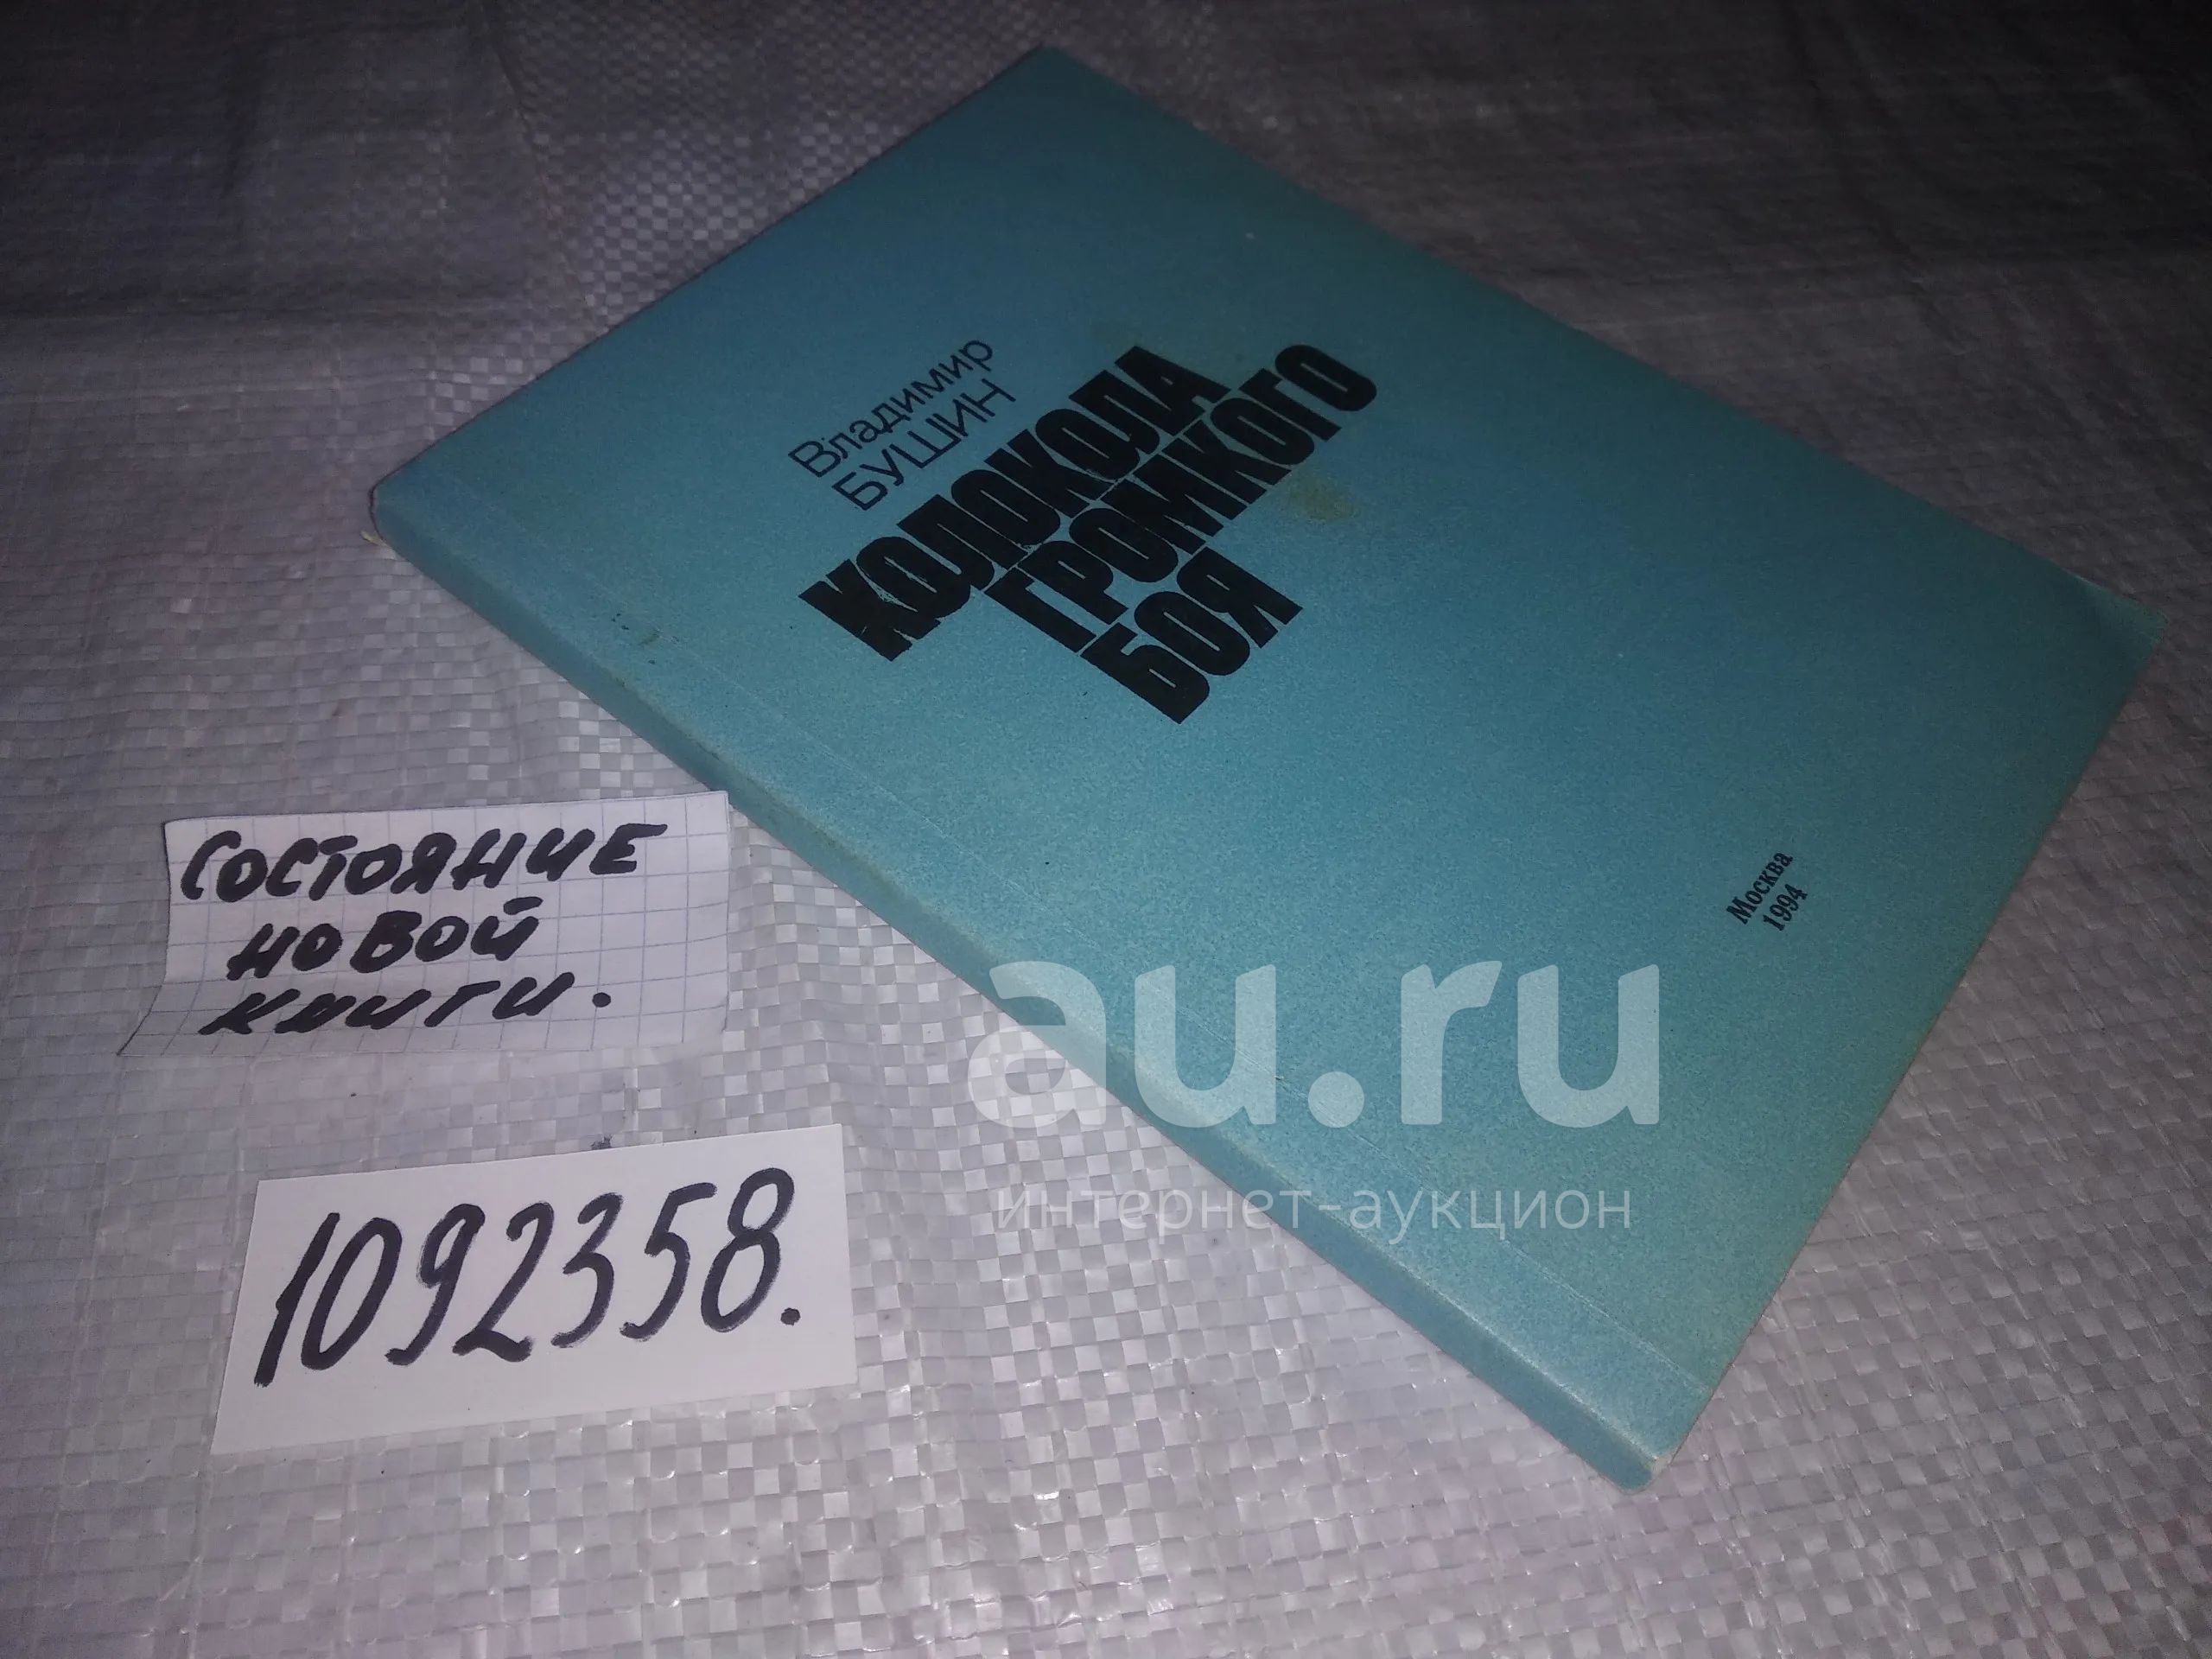 Владимир
БУШИН
КОЛОКОЛА
ГРОМКОГО
БОЯ
Москва
1994
состояние
новой
книги.
1092358.
au.ru
интернет-аукцион